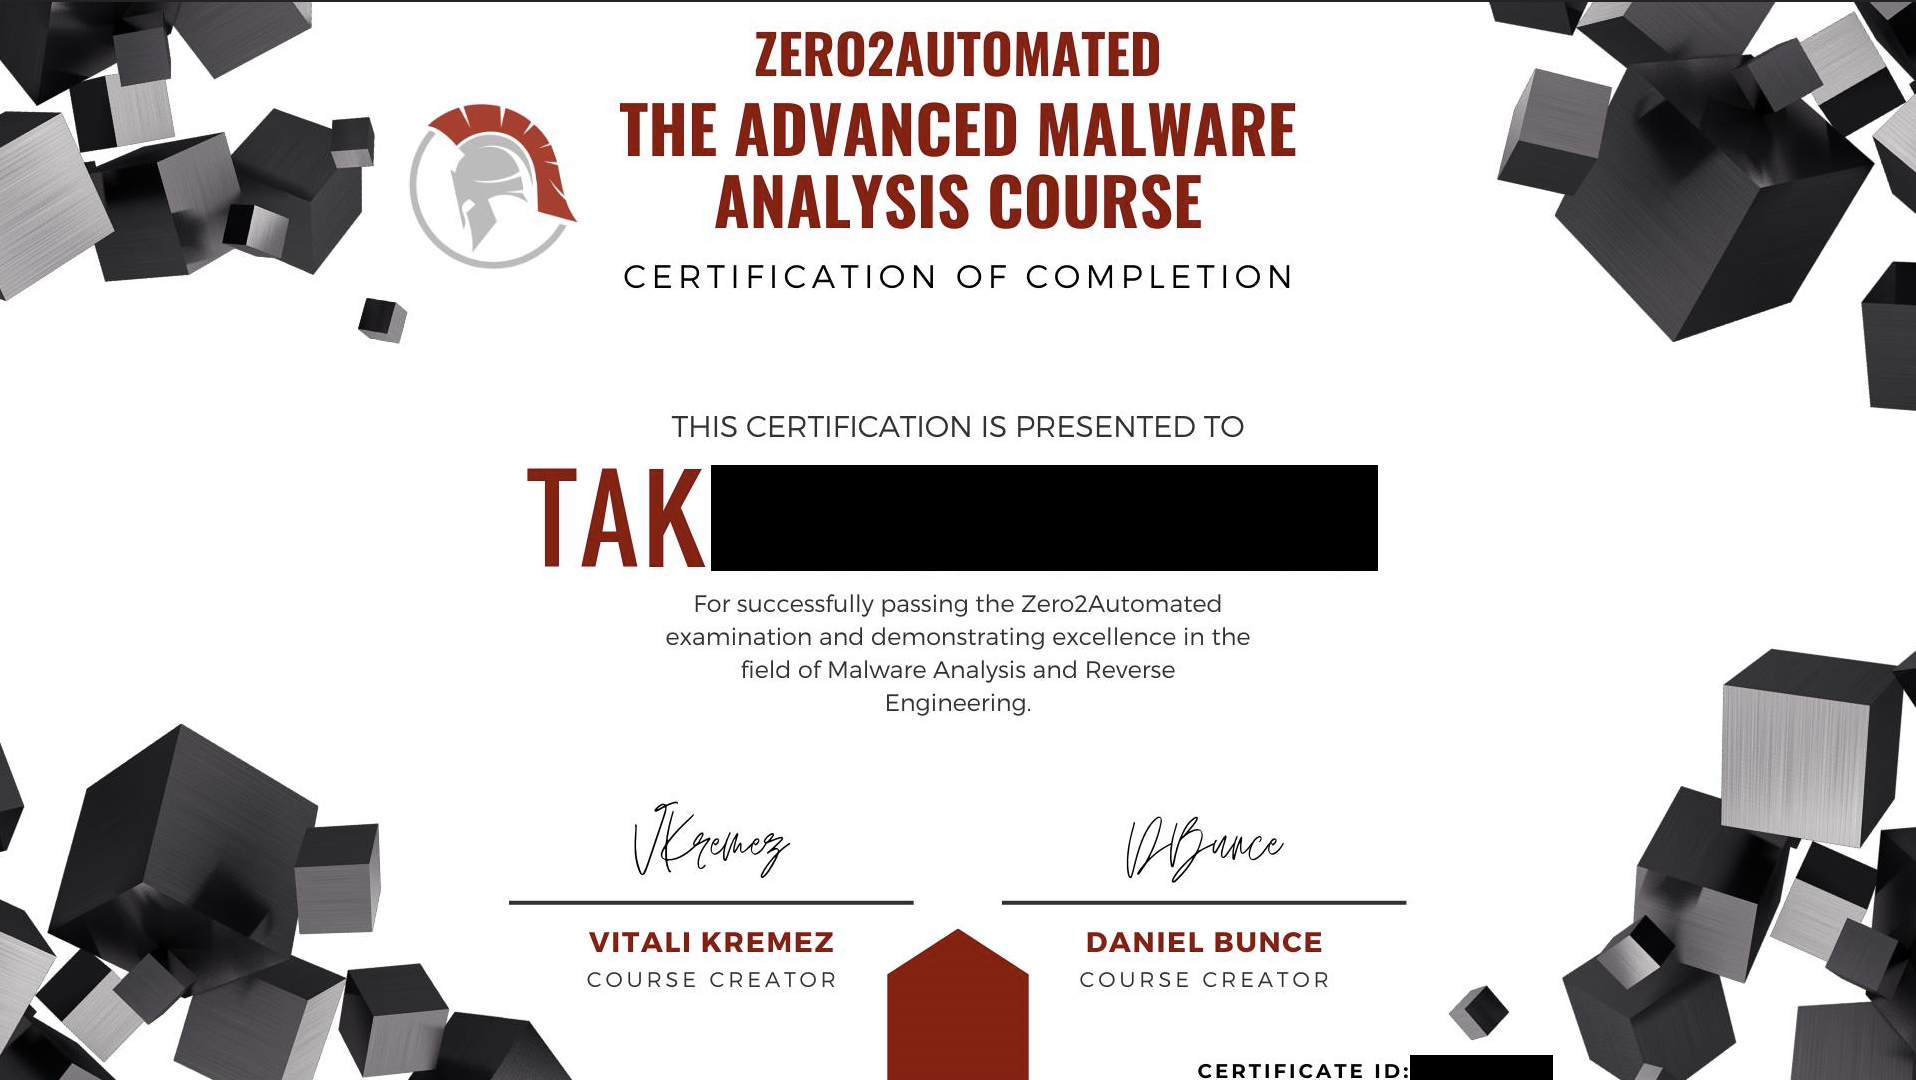 ZERO2AUTOMATED
THE ADVANCED MALWARE
ANALYSIS COURSE
CERTIFICATION OF COMPLETION
THIS CERTIFICATION IS PRESENTED TO
TAK
For successfully passing the Zero2Automated
examination and demonstrating excellence in the
field of Malware Analysis and Reverse
Engineering.
VKremez
DBunce
VITALI KREMEZ
DANIEL BUNCE
COURSE CREATOR
COURSE CREATOR
CERTIFICATE ID: